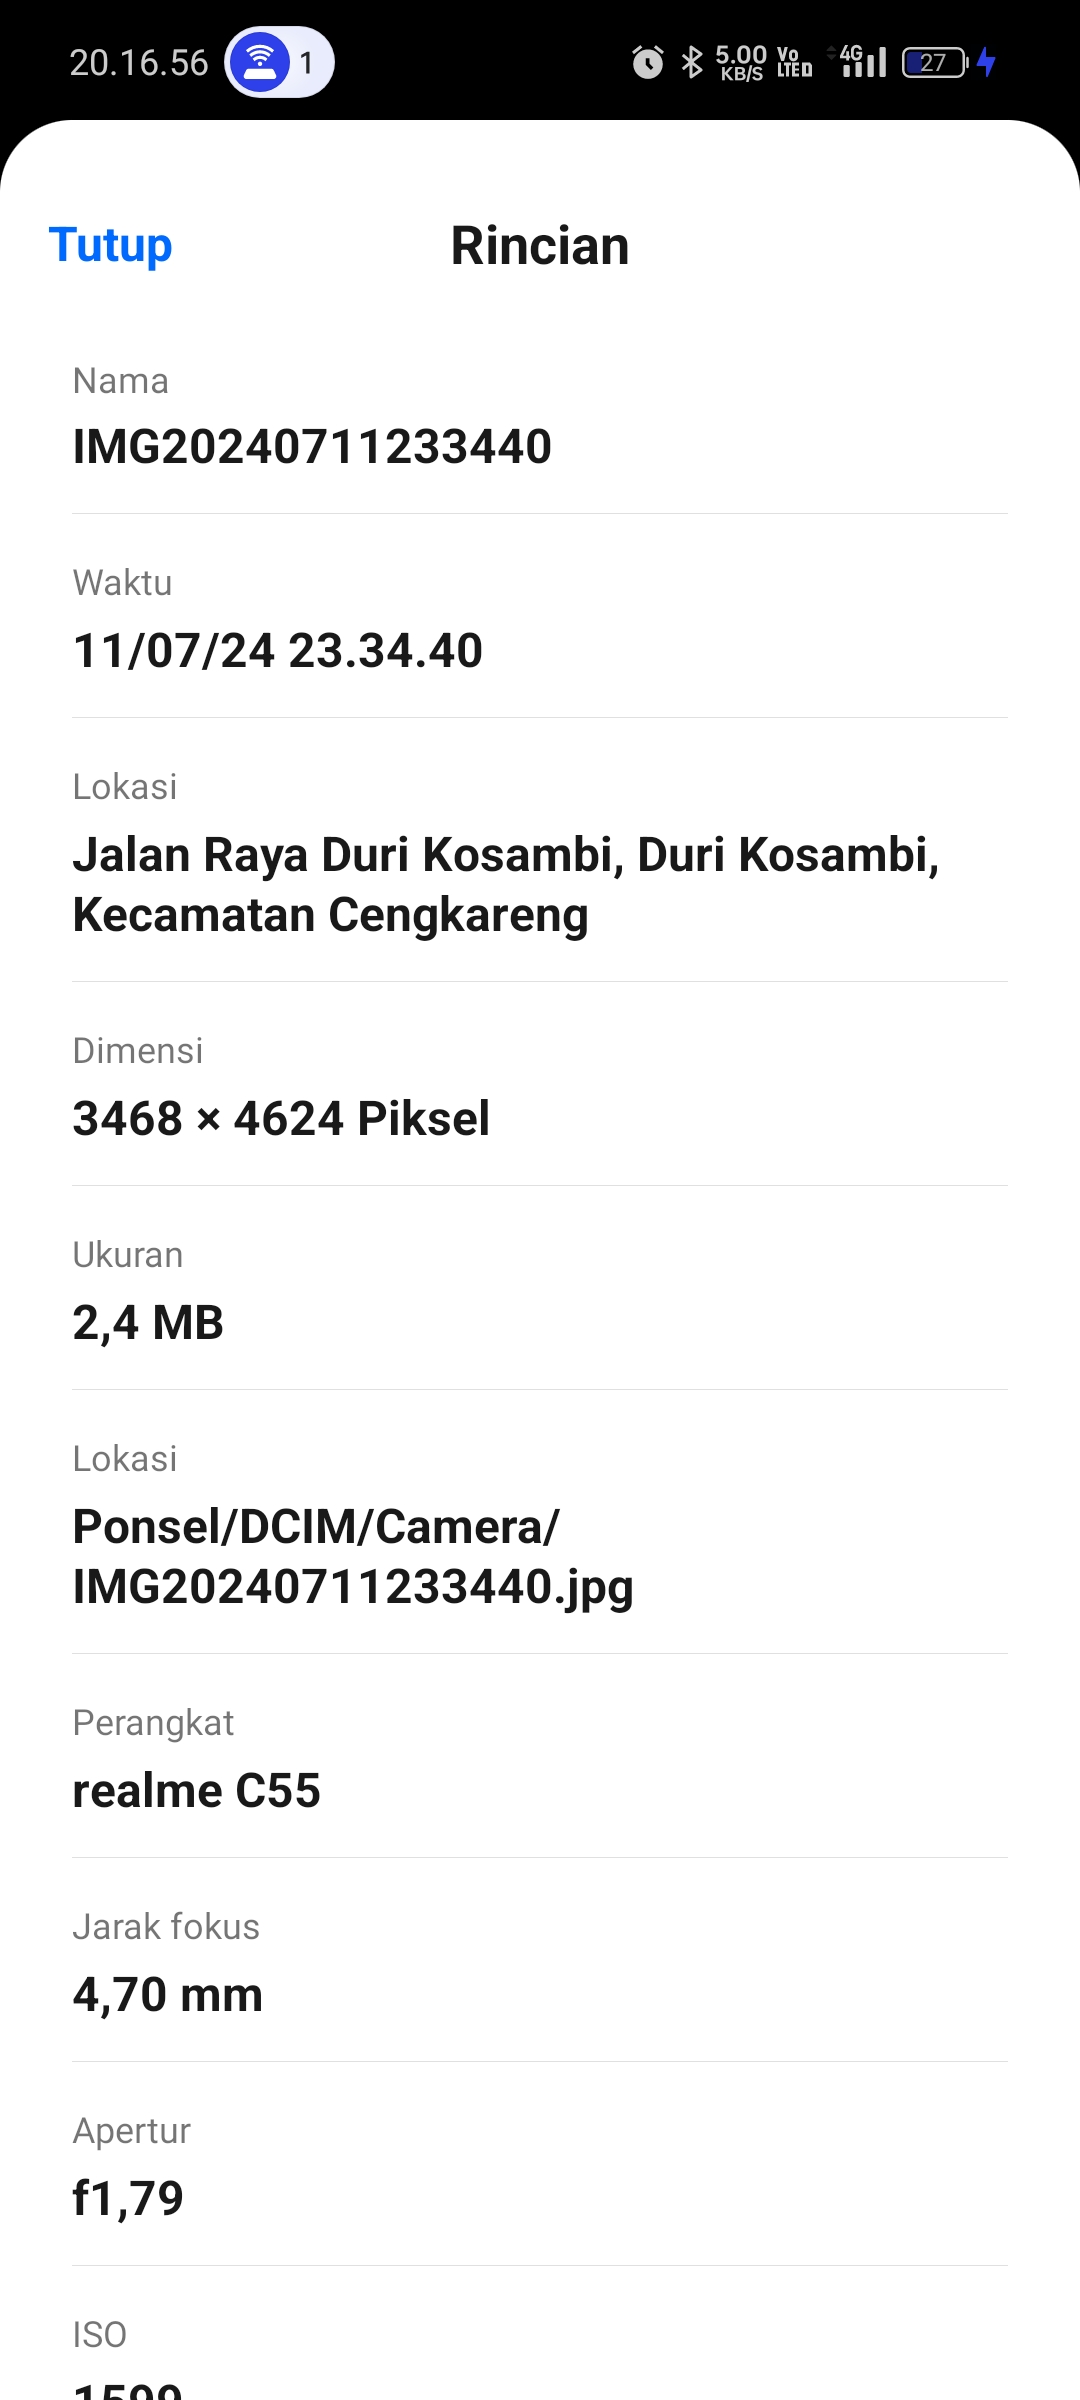 20.16.56 1 5.00 KB/S Vo LTE D 4G 27
Tutup Rincian
Nama
IMG20240711233440
Waktu
11/07/24 23.34.40
Lokasi
Jalan Raya Duri Kosambi, Duri Kosambi,
Kecamatan Cengkareng
Dimensi
3468 × 4624 Piksel
Ukuran
2,4 MB
Lokasi
Ponsel/DCIM/Camera/
IMG20240711233440.jpg
Perangkat
realme C55
Jarak fokus
4,70 mm
Apertur
f1,79
ISO